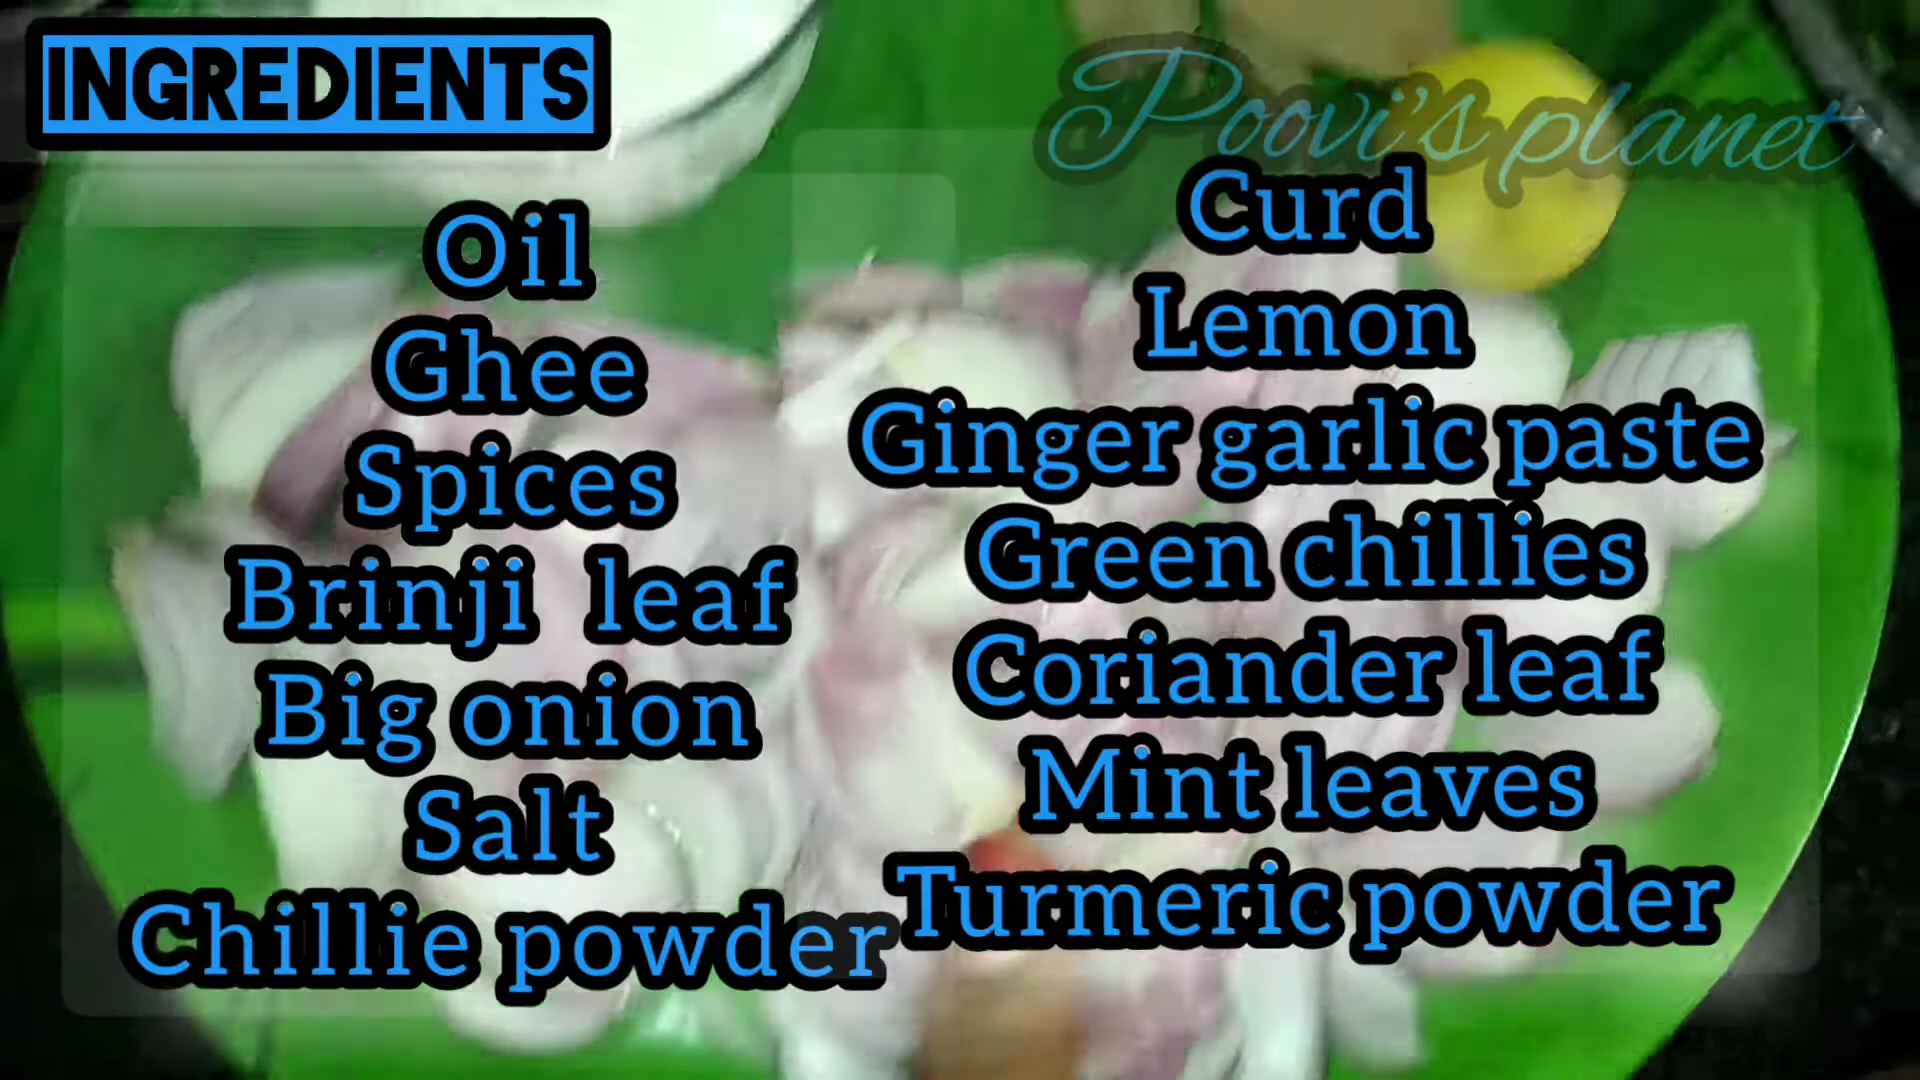 INGREDIENTS
Poovi's planet
Oil
Ghee
Spices
Brinji leaf
Big onion
Salt
Chillie powder
Curd
Lemon
Ginger garlic paste
Green chillies
Coriander leaf
Mint leaves
Turmeric powder